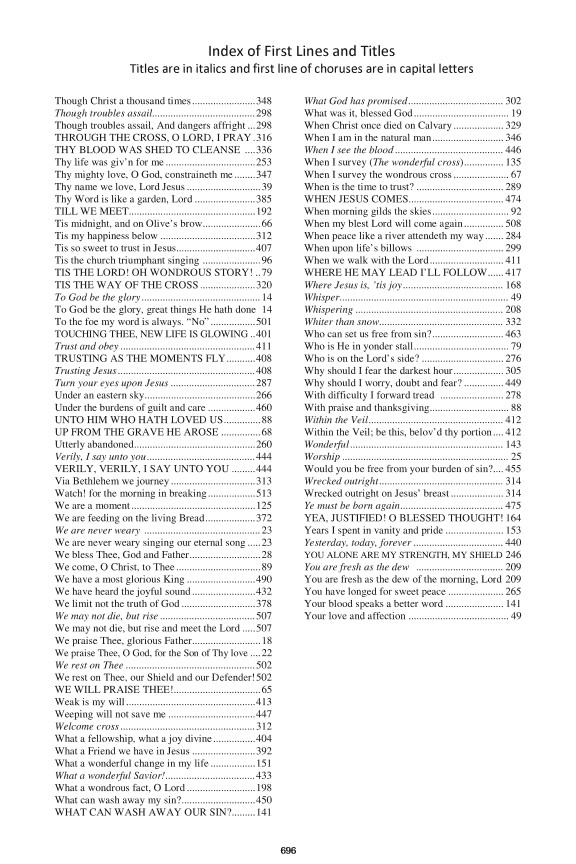 Index of First Lines and Titles
Titles are in italics and first line of choruses are in capital letters
Though Christ a thousand times........................348
Though troubles assail.......................................298
Though troubles assail, And dangers affright ...298
THROUGH THE CROSS, O LORD, I PRAY .316
THY BLOOD WAS SHED TO CLEANSE ....336
Thy life was giv'n for me ..................................253
Thy mighty love, O God, constraineth me ........347
Thy name we love, Lord Jesus ............................39
Thy Word is like a garden, Lord .......................385
TILL WE MEET................................................192
Tis midnight, and on Olive's brow......................66
Tis my happiness below ....................................312
Tis so sweet to trust in Jesus..............................407
Tis the church triumphant singing ......................96
TIS THE LORD! OH WONDROUS STORY! ..79
TIS THE WAY OF THE CROSS .....................320
To God be the glory.............................................14
To God be the glory, great things He hath done 14
To the foe my word is always. “No” .................501
TOUCHING THEE, NEW LIFE IS GLOWING ..401
Trust and obey ..................................................411
TRUSTING AS THE MOMENTS FLY...........408
Trusting Jesus ...................................................408
Turn your eyes upon Jesus ................................287
Under an eastern sky..........................................266
Under the burdens of guilt and care ..................460
UNTO HIM WHO HATH LOVED US..............88
UP FROM THE GRAVE HE AROSE ...............68
Utterly abandoned..............................................260
Verily, I say unto you.........................................444
VERILY, VERILY, I SAY UNTO YOU .........444
Via Bethlehem we journey ................................313
Watch! for the morning in breaking..................513
We are a moment ...............................................125
We are feeding on the living Bread...................372
We are never weary ...........................................23
We are never weary singing our eternal song ....23
We bless Thee, God and Father...........................28
We come, O Christ, to Thee ................................89
We have a most glorious King ..........................490
We have heard the joyful sound ........................432
We limit not the truth of God ............................378
We may not die, but rise ....................................507
We may not die, but rise and meet the Lord .....507
We praise Thee, glorious Father..........................18
We praise Thee, O God, for the Son of Thy love ....22
We rest on Thee .................................................502
We rest on Thee, our Shield and our Defender!502
WE WILL PRAISE THEE!.................................65
Weak is my will .................................................413
Weeping will not save me .................................447
Welcome cross ...................................................312
What a fellowship, what a joy divine................404
What a Friend we have in Jesus ........................392
What a wonderful change in my life .................151
What a wonderful Savior!..................................433
What a wondrous fact, O Lord ..........................198
What can wash away my sin?............................450
WHAT CAN WASH AWAY OUR SIN?.........141
What God has promised.................................... 302
What was it, blessed God.................................... 19
When Christ once died on Calvary ................... 329
When I am in the natural man........................... 346
When I see the blood ......................................... 446
When I survey (The wonderful cross)............... 135
When I survey the wondrous cross ..................... 67
When is the time to trust? ................................. 289
WHEN JESUS COMES.................................... 474
When morning gilds the skies............................. 92
When my blest Lord will come again............... 508
When peace like a river attendeth my way....... 284
When upon life's billows ................................. 299
When we walk with the Lord............................ 411
WHERE HE MAY LEAD I'LL FOLLOW...... 417
Where Jesus is, 'tis joy ...................................... 168
Whisper................................................................ 49
Whispering ........................................................ 208
Whiter than snow............................................... 332
Who can set us free from sin?........................... 463
Who is He in yonder stall.................................... 79
Who is on the Lord's side? ............................... 276
Why should I fear the darkest hour................... 305
Why should I worry, doubt and fear? ............... 449
With difficulty I forward tread ........................ 278
With praise and thanksgiving.............................. 88
Within the Veil................................................... 412
Within the Veil; be this, belov'd thy portion .... 412
Wonderful .......................................................... 143
Worship ............................................................... 25
Would you be free from your burden of sin?.... 455
Wrecked outright............................................... 314
Wrecked outright on Jesus' breast .................... 314
Ye must be born again....................................... 475
YEA, JUSTIFIED! O BLESSED THOUGHT! 164
Years I spent in vanity and pride ...................... 153
Yesterday, today, forever .................................. 440
YOU ALONE ARE MY STRENGTH, MY SHIELD 246
You are fresh as the dew ................................. 209
You are fresh as the dew of the morning, Lord 209
You have longed for sweet peace ..................... 265
Your blood speaks a better word ...................... 141
Your love and affection ...................................... 49
696